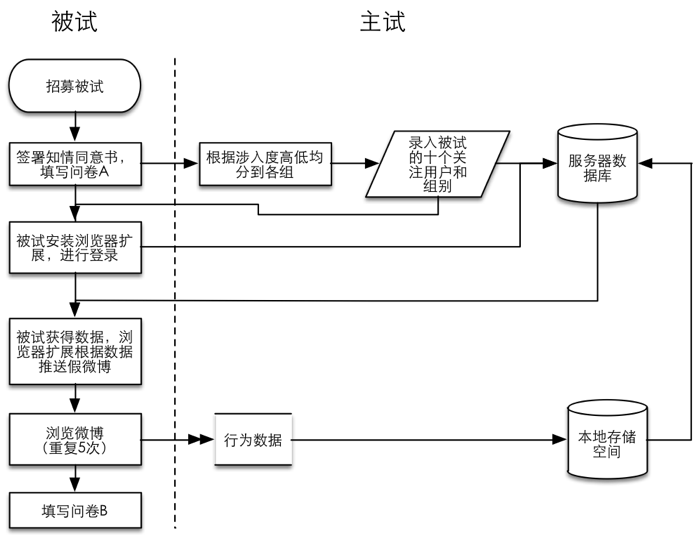 被试
主试
招募被试
签署知情同意书，
填写问卷A
根据涉入度高低均
分到各组
录入被试
的十个关
注用户和
组别
服务器数
据库
被试安装浏览器扩
展，进行登录
被试获得数据，浏
览器扩展根据数据
推送假微博
浏览微博
（重复5次）
行为数据
本地存储
空间
填写问卷B